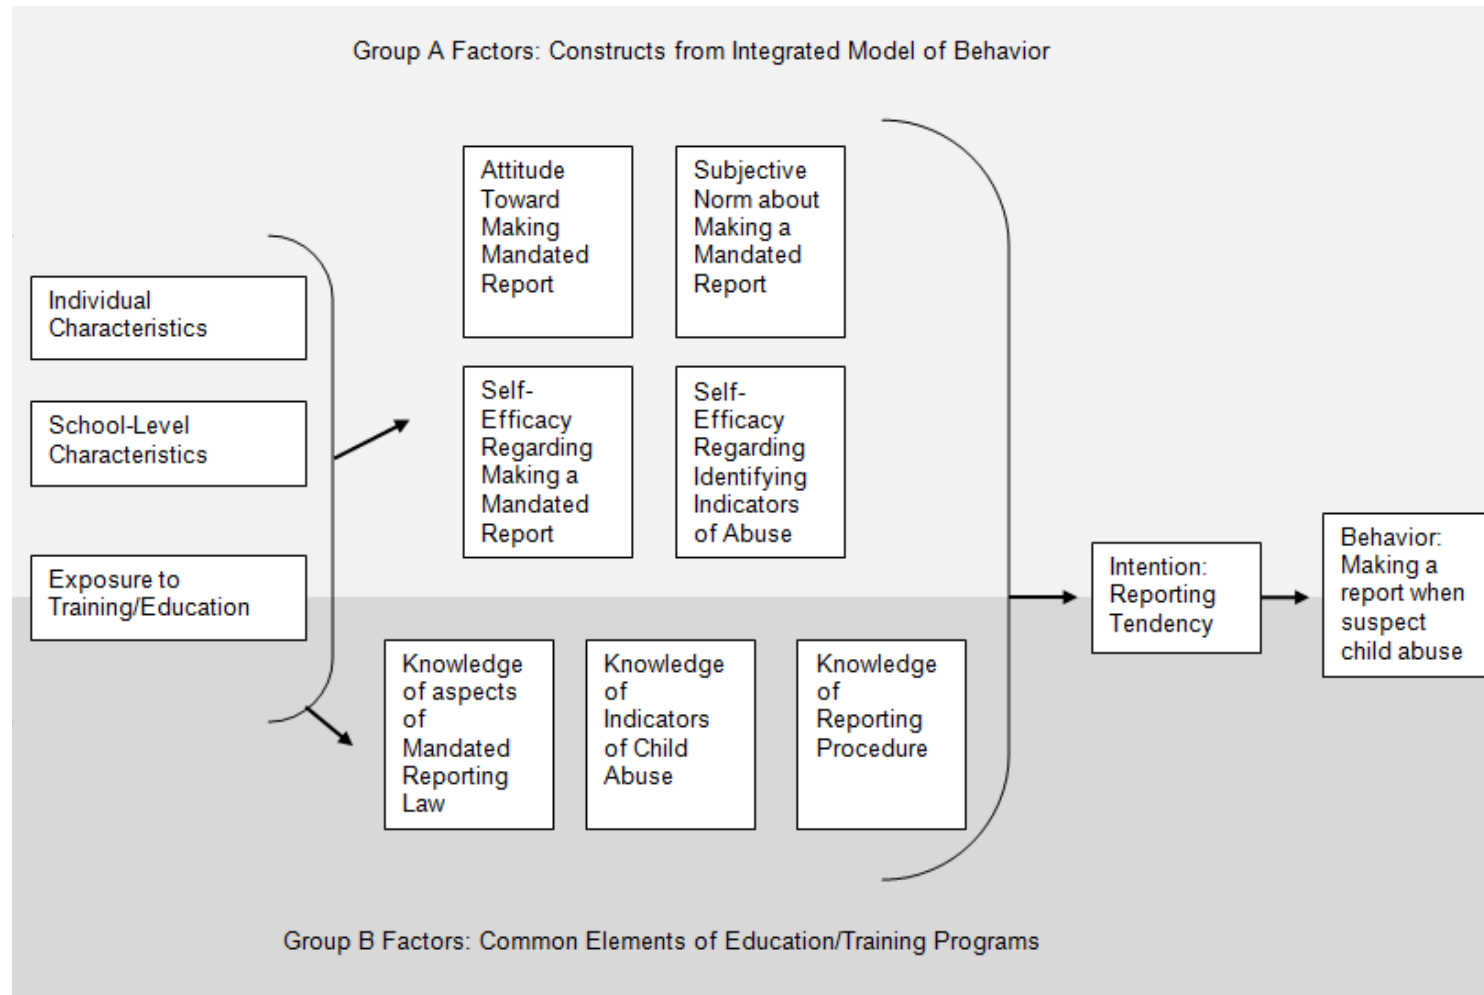 Group A Factors: Constructs from Integrated Model of Behavior
Attitude
Toward
Making
Mandated
Report
Subjective
Norm about
Making a
Mandated
Report
Individual
Characteristics
School-Level
Characteristics
Exposure to
Training/Education
Self-
Efficacy
Regarding
Making a
Mandated
Report
Self-
Efficacy
Regarding
Identifying
Indicators
of Abuse
Knowledge
of aspects
of
Mandated
Reporting
Law
Knowledge
of
Indicators
of Child
Abuse
Knowledge
of
Reporting
Procedure
Intention:
Reporting
Tendency
Behavior:
Making a
report when
suspect
child abuse
Group B Factors: Common Elements of Education/Training Programs